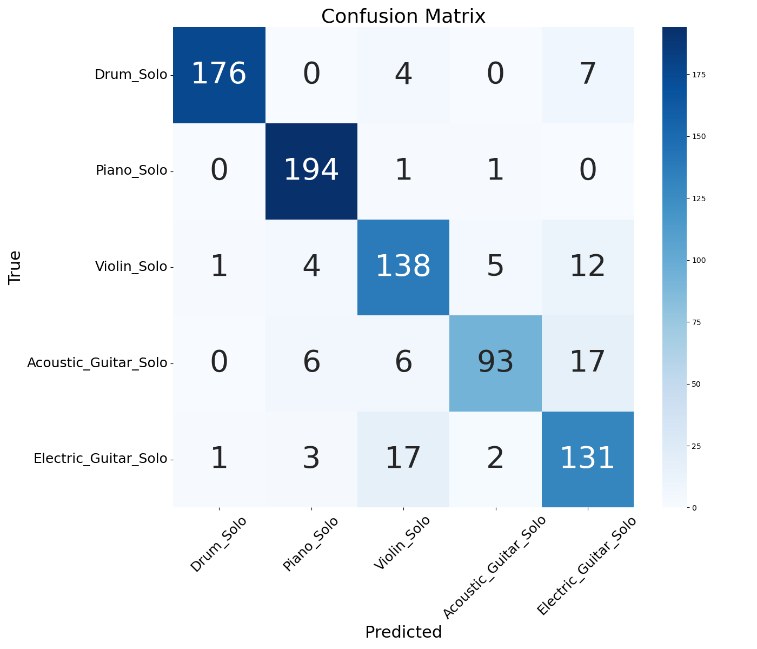 Confusion Matrix
True
Drum_Solo 176 0 4 0 7
Piano_Solo 0 194 1 1 0
Violin_Solo 1 4 138 5 12
Acoustic_Guitar_Solo 0 6 6 93 17
Electric_Guitar_Solo 1 3 17 2 131
Drum_Solo Piano_Solo Violin_Solo Acoustic_Guitar_Solo Electric_Guitar_Solo
Predicted
175
150
125
100
75
50
25
0